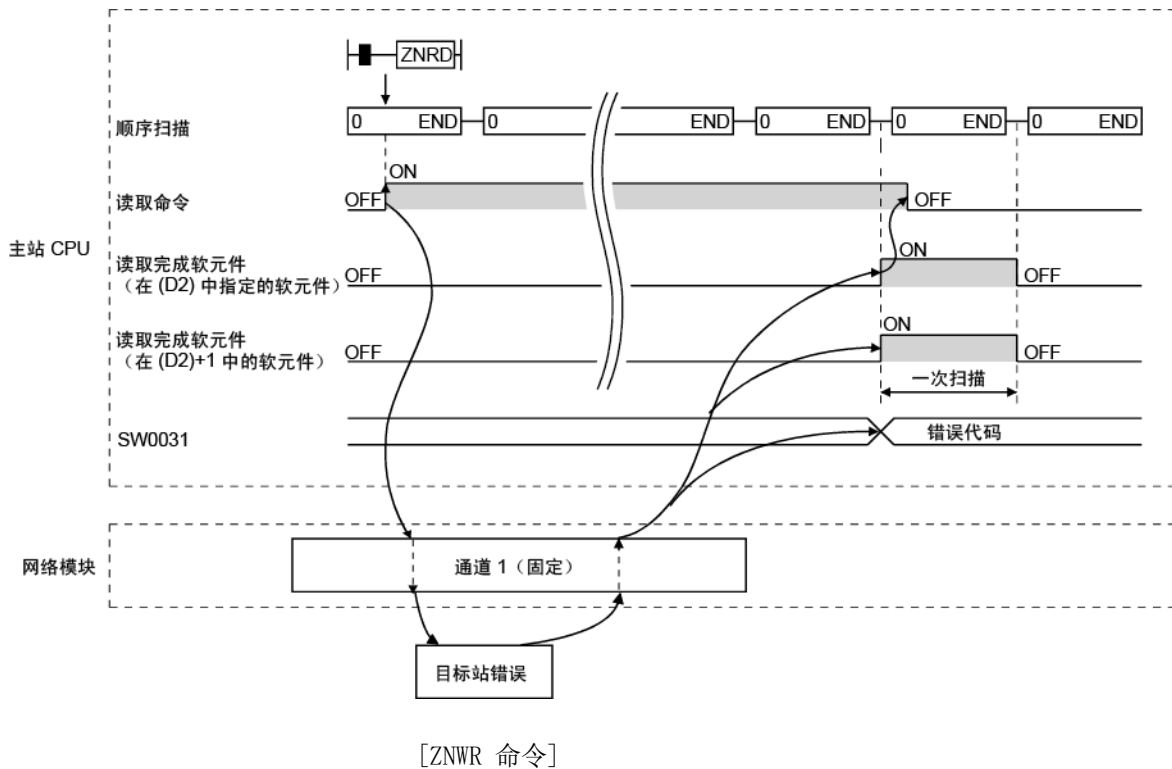 ZNRD
顺序扫描
0 END 0 END 0 END 0 END 0 END
ON
读取命令
OFF
OFF
主站 CPU
读取完成软元件
（在 (D2) 中指定的软元件）
OFF
ON
OFF
读取完成软元件
（在 (D2)+1 中的软元件）
OFF
ON
OFF
一次扫描
SW0031
错误代码
网络模块
通道 1（固定）
目标站错误
[ZNWR 命令]